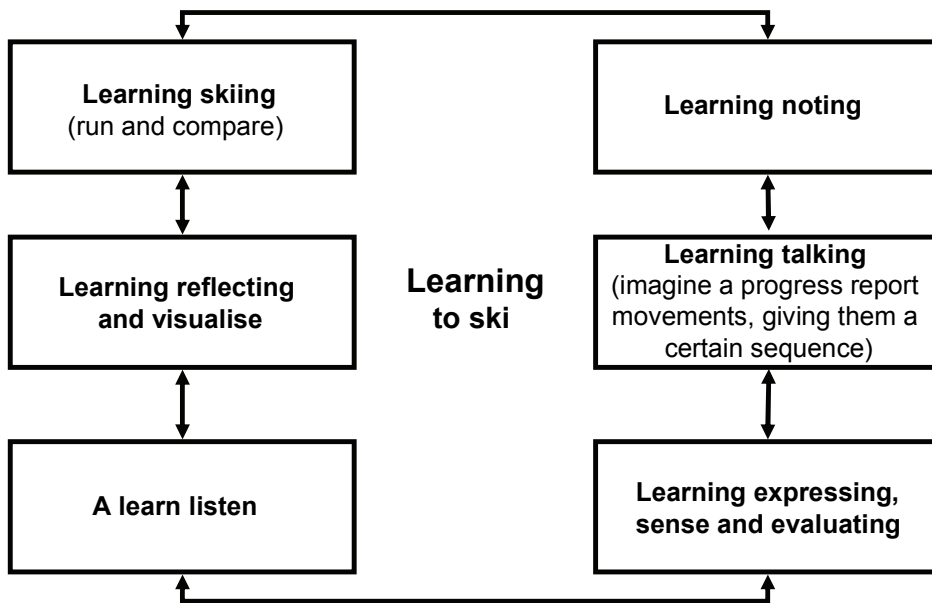 Learning skiing
(run and compare)
Learning noting
Learning reflecting
and visualise
Learning
to ski
Learning talking
(imagine a progress report
movements, giving them a
certain sequence)
A learn listen
Learning expressing,
sense and evaluating